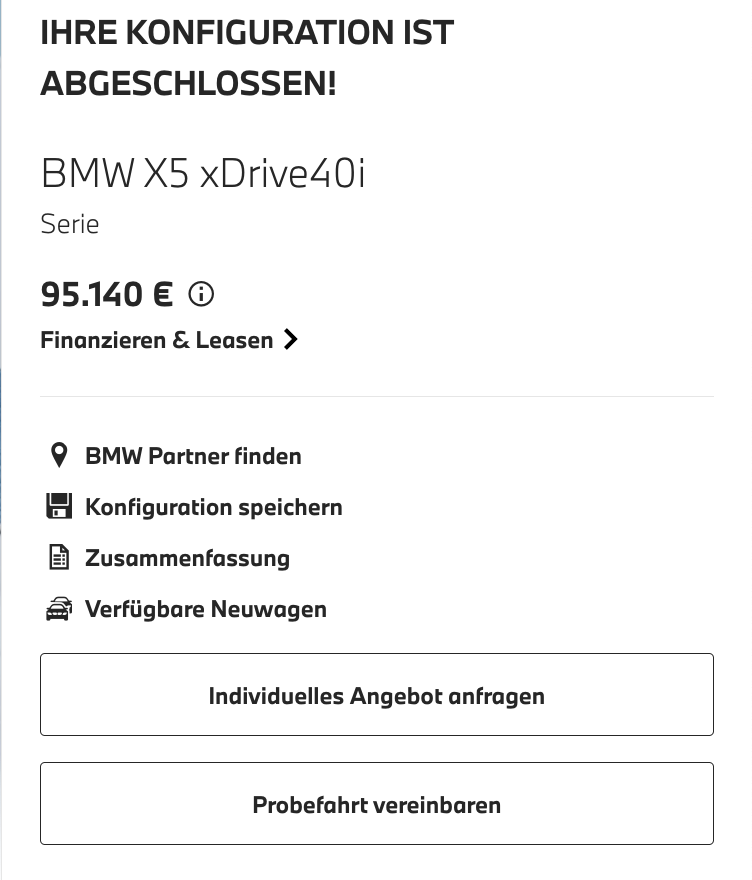 IHRE KONFIGURATION IST
ABGESCHLOSSEN!
BMW X5 xDrive40i
Serie
95.140 €
Finanzieren & Leasen
BMW Partner finden
Konfiguration speichern
Zusammenfassung
Verfügbare Neuwagen
Individuelles Angebot anfragen
Probefahrt vereinbaren